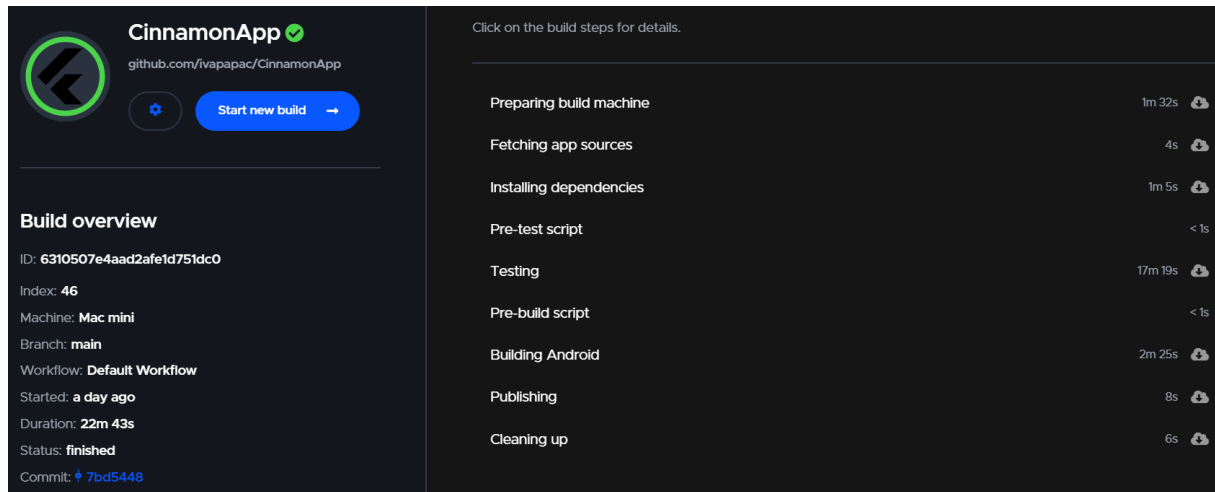 CinnamonApp
github.com/ivapapac/CinnamonApp
Start new build →
Build overview
ID: 6310507e4aad2afe1d751dc0
Index: 46
Machine: Mac mini
Branch: main
Workflow: Default Workflow
Started: a day ago
Duration: 22m 43s
Status: finished
Commit: 7bd5448
Click on the build steps for details.
Preparing build machine 1m 32s
Fetching app sources 4s
Installing dependencies 1m 5s
Pre-test script < 1s
Testing 17m 19s
Pre-build script < 1s
Building Android 2m 25s
Publishing 8s
Cleaning up 6s